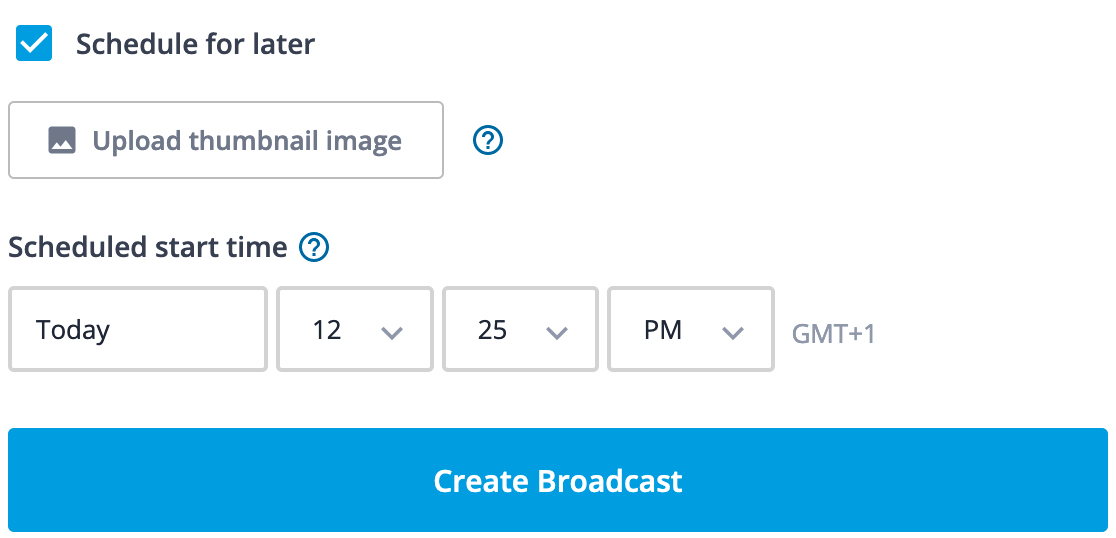 Schedule for later
Upload thumbnail image
Scheduled start time
Today 12 25 PM GMT+1
Create Broadcast